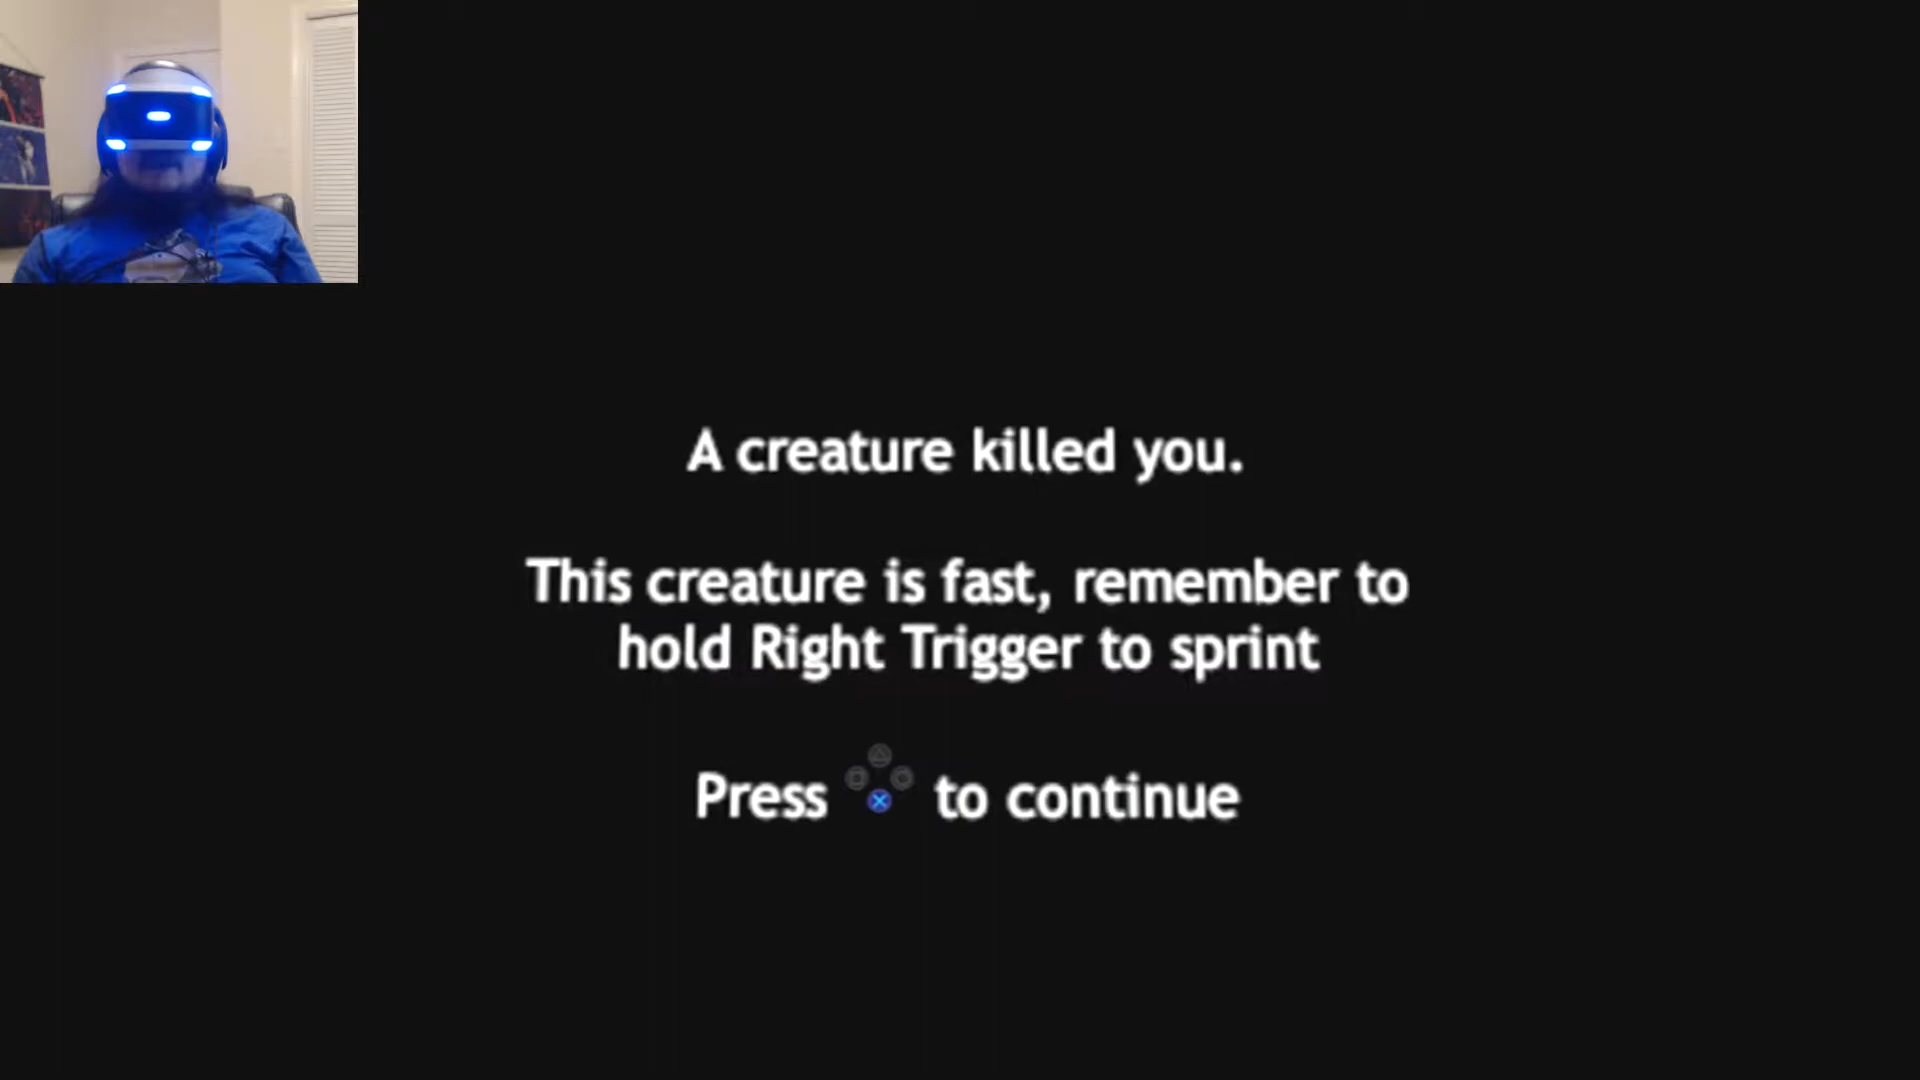 A creature killed you.
This creature is fast, remember to
hold Right Trigger to sprint
Press to continue